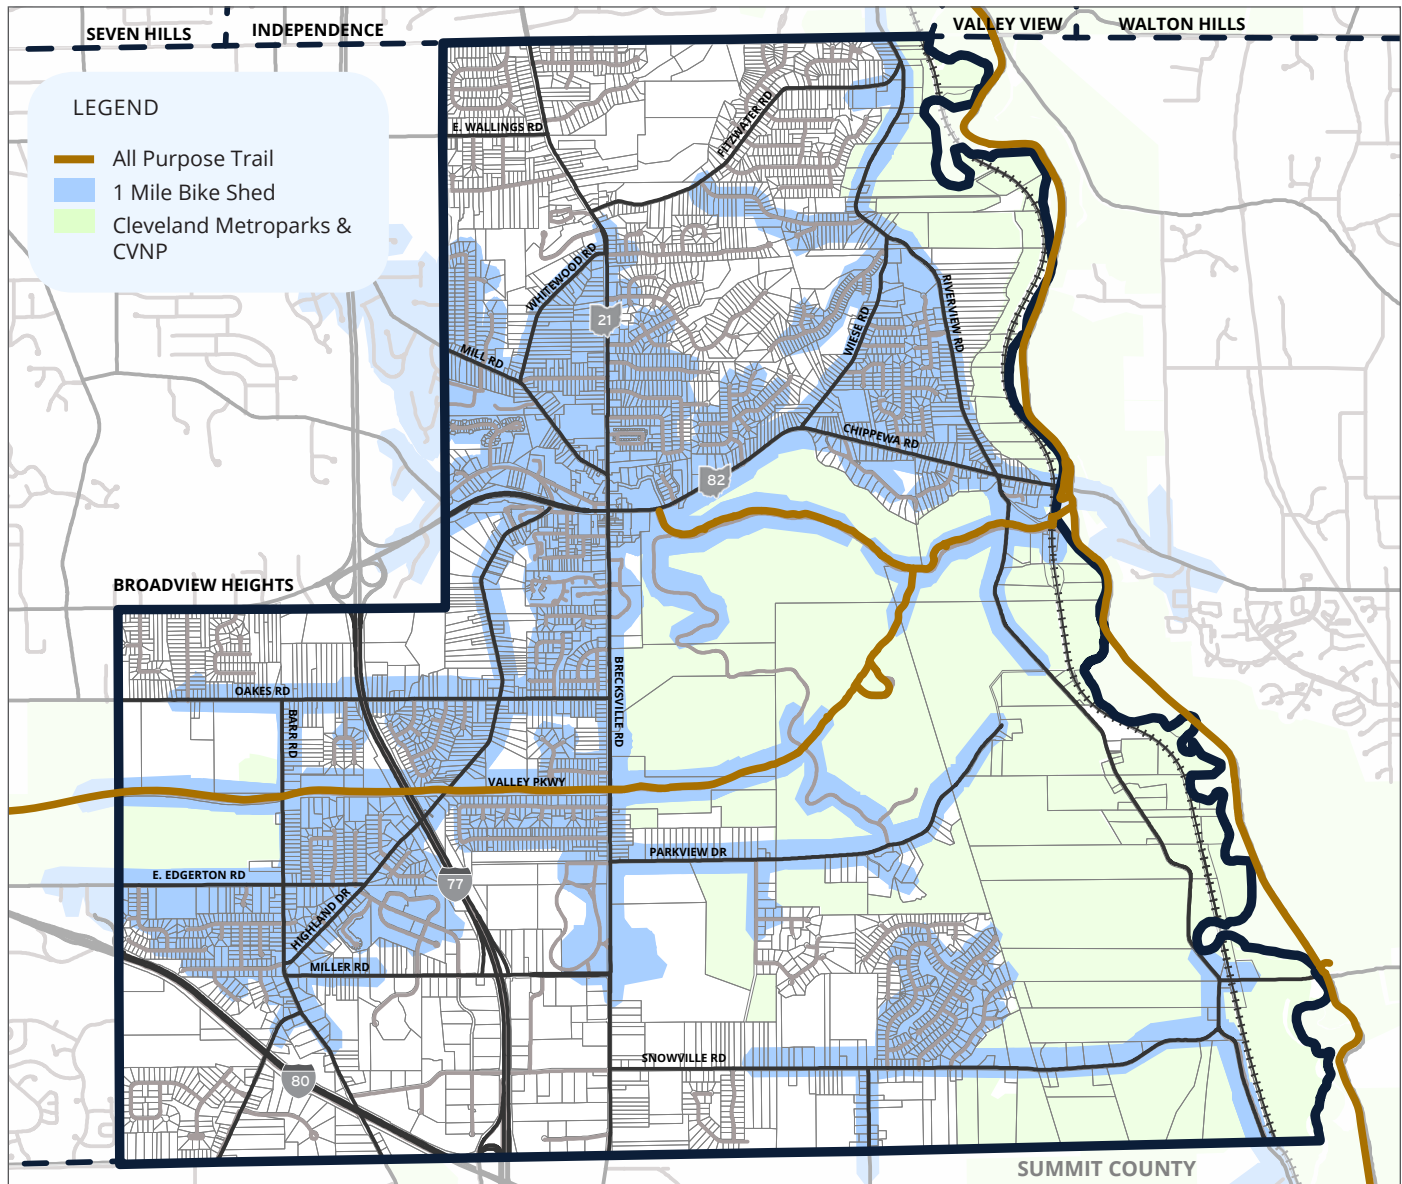 SEVEN HILLS
INDEPENDENCE
VALLEY VIEW
WALTON HILLS
LEGEND
All Purpose Trail
1 Mile Bike Shed
Cleveland Metroparks &
CVNP
E. WALLINGS RD
FITZWATER RD
WHITEWOOD RD
21
MILL RD
WIESE RD
RIVERVIEW RD
CHIPPEWA RD
82
BROADVIEW HEIGHTS
OAKES RD
BARR RD
BRECKSVILLE RD
VALLEY PKWY
PARKVIEW DR
E. EDGERTON RD
77
HIGHLAND DR
MILLER RD
SNOWVILLE RD
80
SUMMIT COUNTY